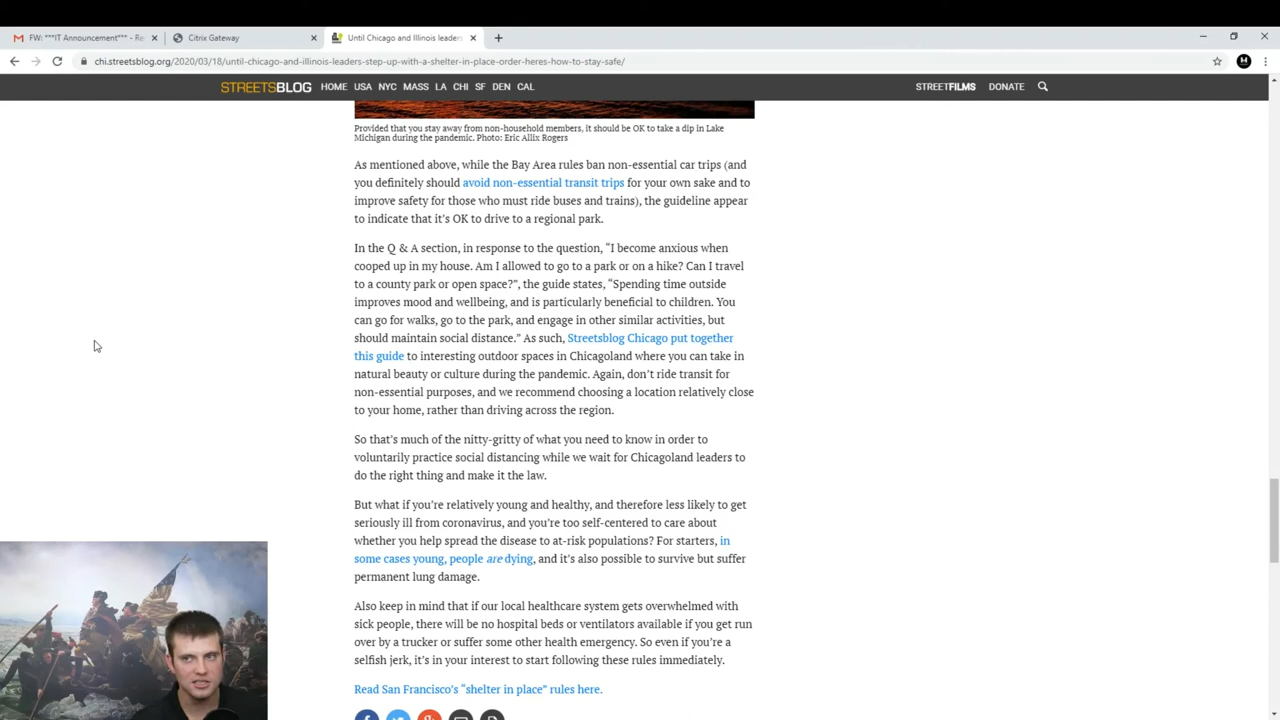 FW: ***IT Announcement*** - Re
Citrix Gateway
Until Chicago and Illinois leaders
chi.streetsblog.org/2020/03/18/until-chicago-and-illinois-leaders-step-up-with-a-shelter-in-place-order-heres-how-to-stay-safe/
STREETSBLOG HOME USA NYC MASS LA CHI SF DEN CAL STREETFILMS DONATE
Provided that you stay away from non-household members, it should be OK to take a dip in Lake
Michigan during the pandemic. Photo: Eric Allix Rogers
As mentioned above, while the Bay Area rules ban non-essential car trips (and
you definitely should avoid non-essential transit trips for your own sake and to
improve safety for those who must ride buses and trains), the guideline appear
to indicate that it’s OK to drive to a regional park.
In the Q & A section, in response to the question, “I become anxious when
cooped up in my house. Am I allowed to go to a park or on a hike? Can I travel
to a county park or open space?”, the guide states, “Spending time outside
improves mood and wellbeing, and is particularly beneficial to children. You
can go for walks, go to the park, and engage in other similar activities, but
should maintain social distance.” As such, Streetsblog Chicago put together
this guide to interesting outdoor spaces in Chicagoland where you can take in
natural beauty or culture during the pandemic. Again, don’t ride transit for
non-essential purposes, and we recommend choosing a location relatively close
to your home, rather than driving across the region.
So that’s much of the nitty-gritty of what you need to know in order to
voluntarily practice social distancing while we wait for Chicagoland leaders to
do the right thing and make it the law.
But what if you’re relatively young and healthy, and therefore less likely to get
seriously ill from coronavirus, and you’re too self-centered to care about
whether you help spread the disease to at-risk populations? For starters, in
some cases young, people are dying, and it’s also possible to survive but suffer
permanent lung damage.
Also keep in mind that if our local healthcare system gets overwhelmed with
sick people, there will be no hospital beds or ventilators available if you get run
over by a trucker or suffer some other health emergency. So even if you’re a
selfish jerk, it’s in your interest to start following these rules immediately.
Read San Francisco’s “shelter in place” rules here.